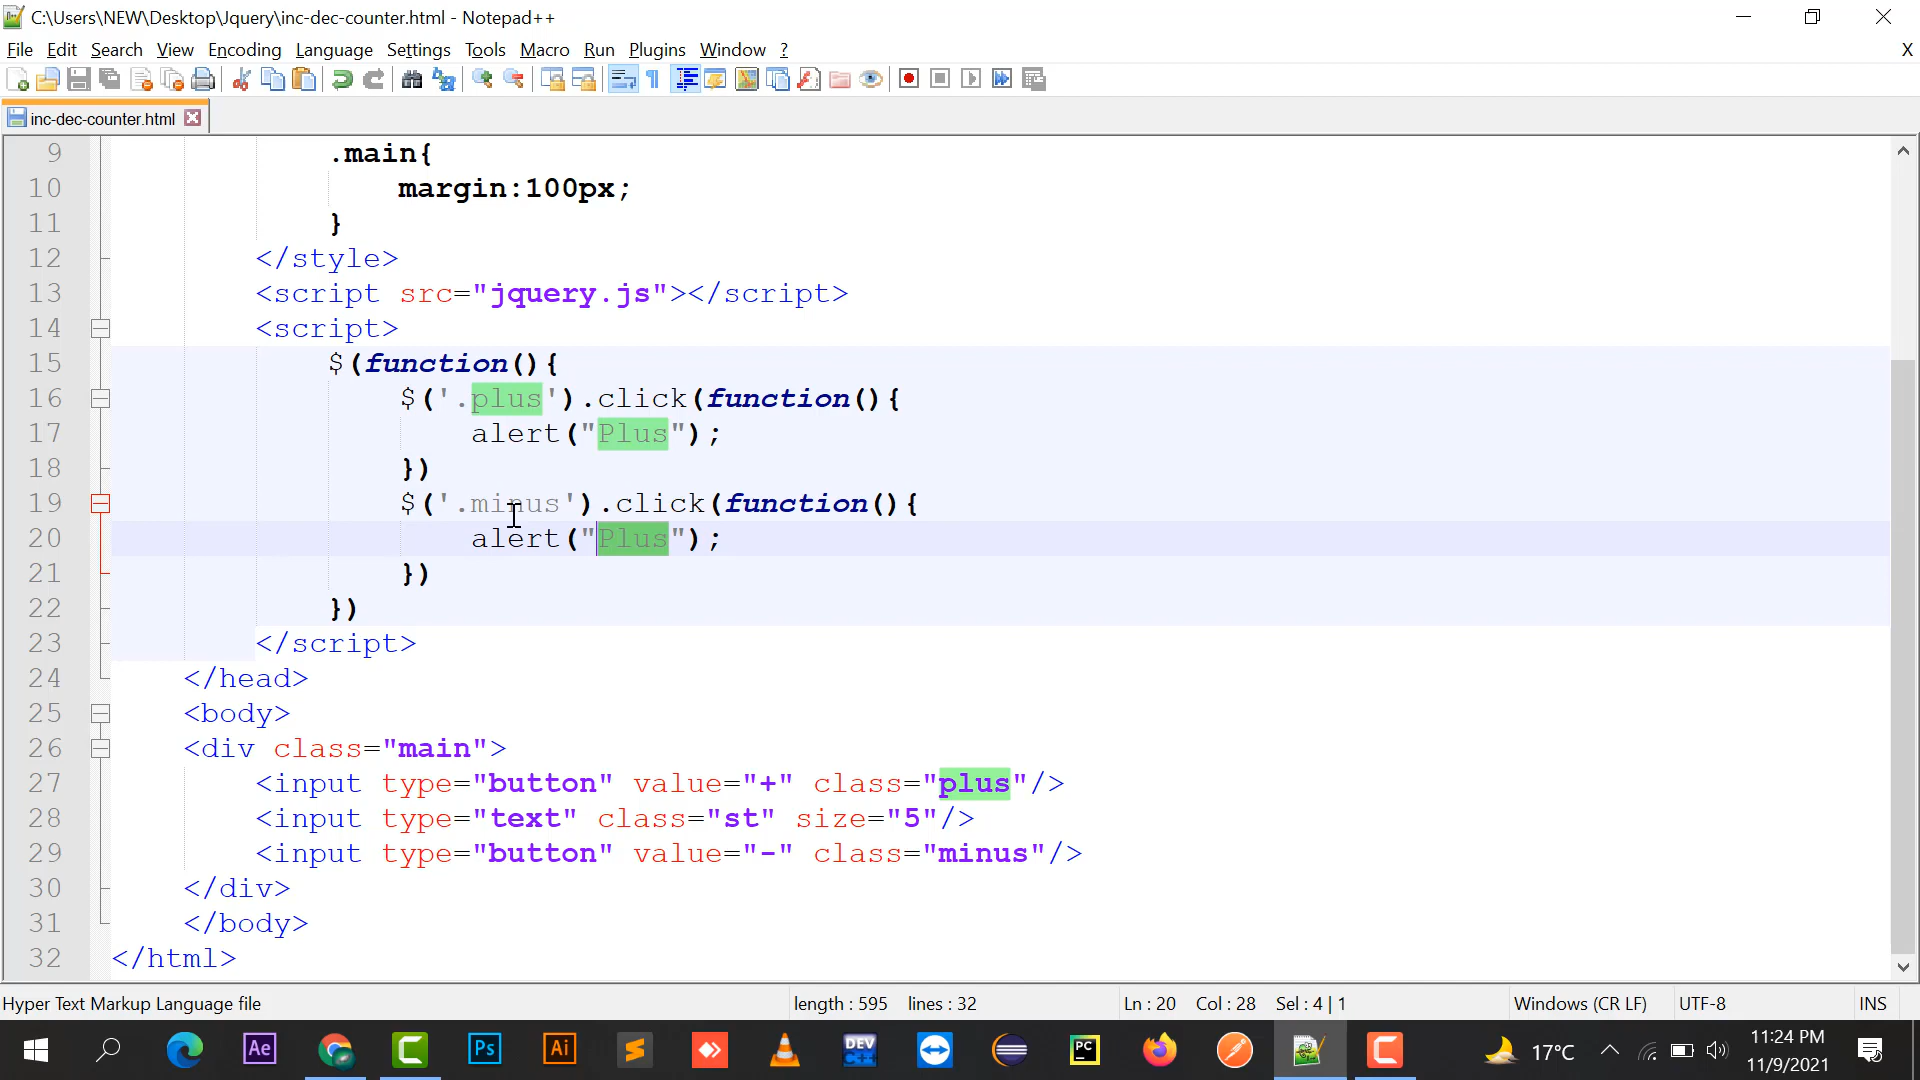 C:\Users\NEW\Desktop\Jquery\inc-dec-counter.html - Notepad++
File Edit Search View Encoding Language Settings Tools Macro Run Plugins Window ? X
inc-dec-counter.html
9 .main{
10 margin:100px;
11 }
12 </style>
13 <script src="jquery.js"></script>
14 <script>
15 $(function(){
16 $('.plus').click(function(){
17 alert("Plus");
18 })
19 $('.minus').click(function(){
20 alert("Plus");
21 })
22 })
23 </script>
24 </head>
25 <body>
26 <div class="main">
27 <input type="button" value="+" class="plus"/>
28 <input type="text" class="st" size="5"/>
29 <input type="button" value="-" class="minus"/>
30 </div>
31 </body>
32 </html>
Hyper Text Markup Language file length : 595 lines : 32 Ln : 20 Col : 28 Sel : 4 | 1 Windows (CR LF) UTF-8 INS
Ae Ps Ai DEV PC 17°C 11:24 PM
11/9/2021